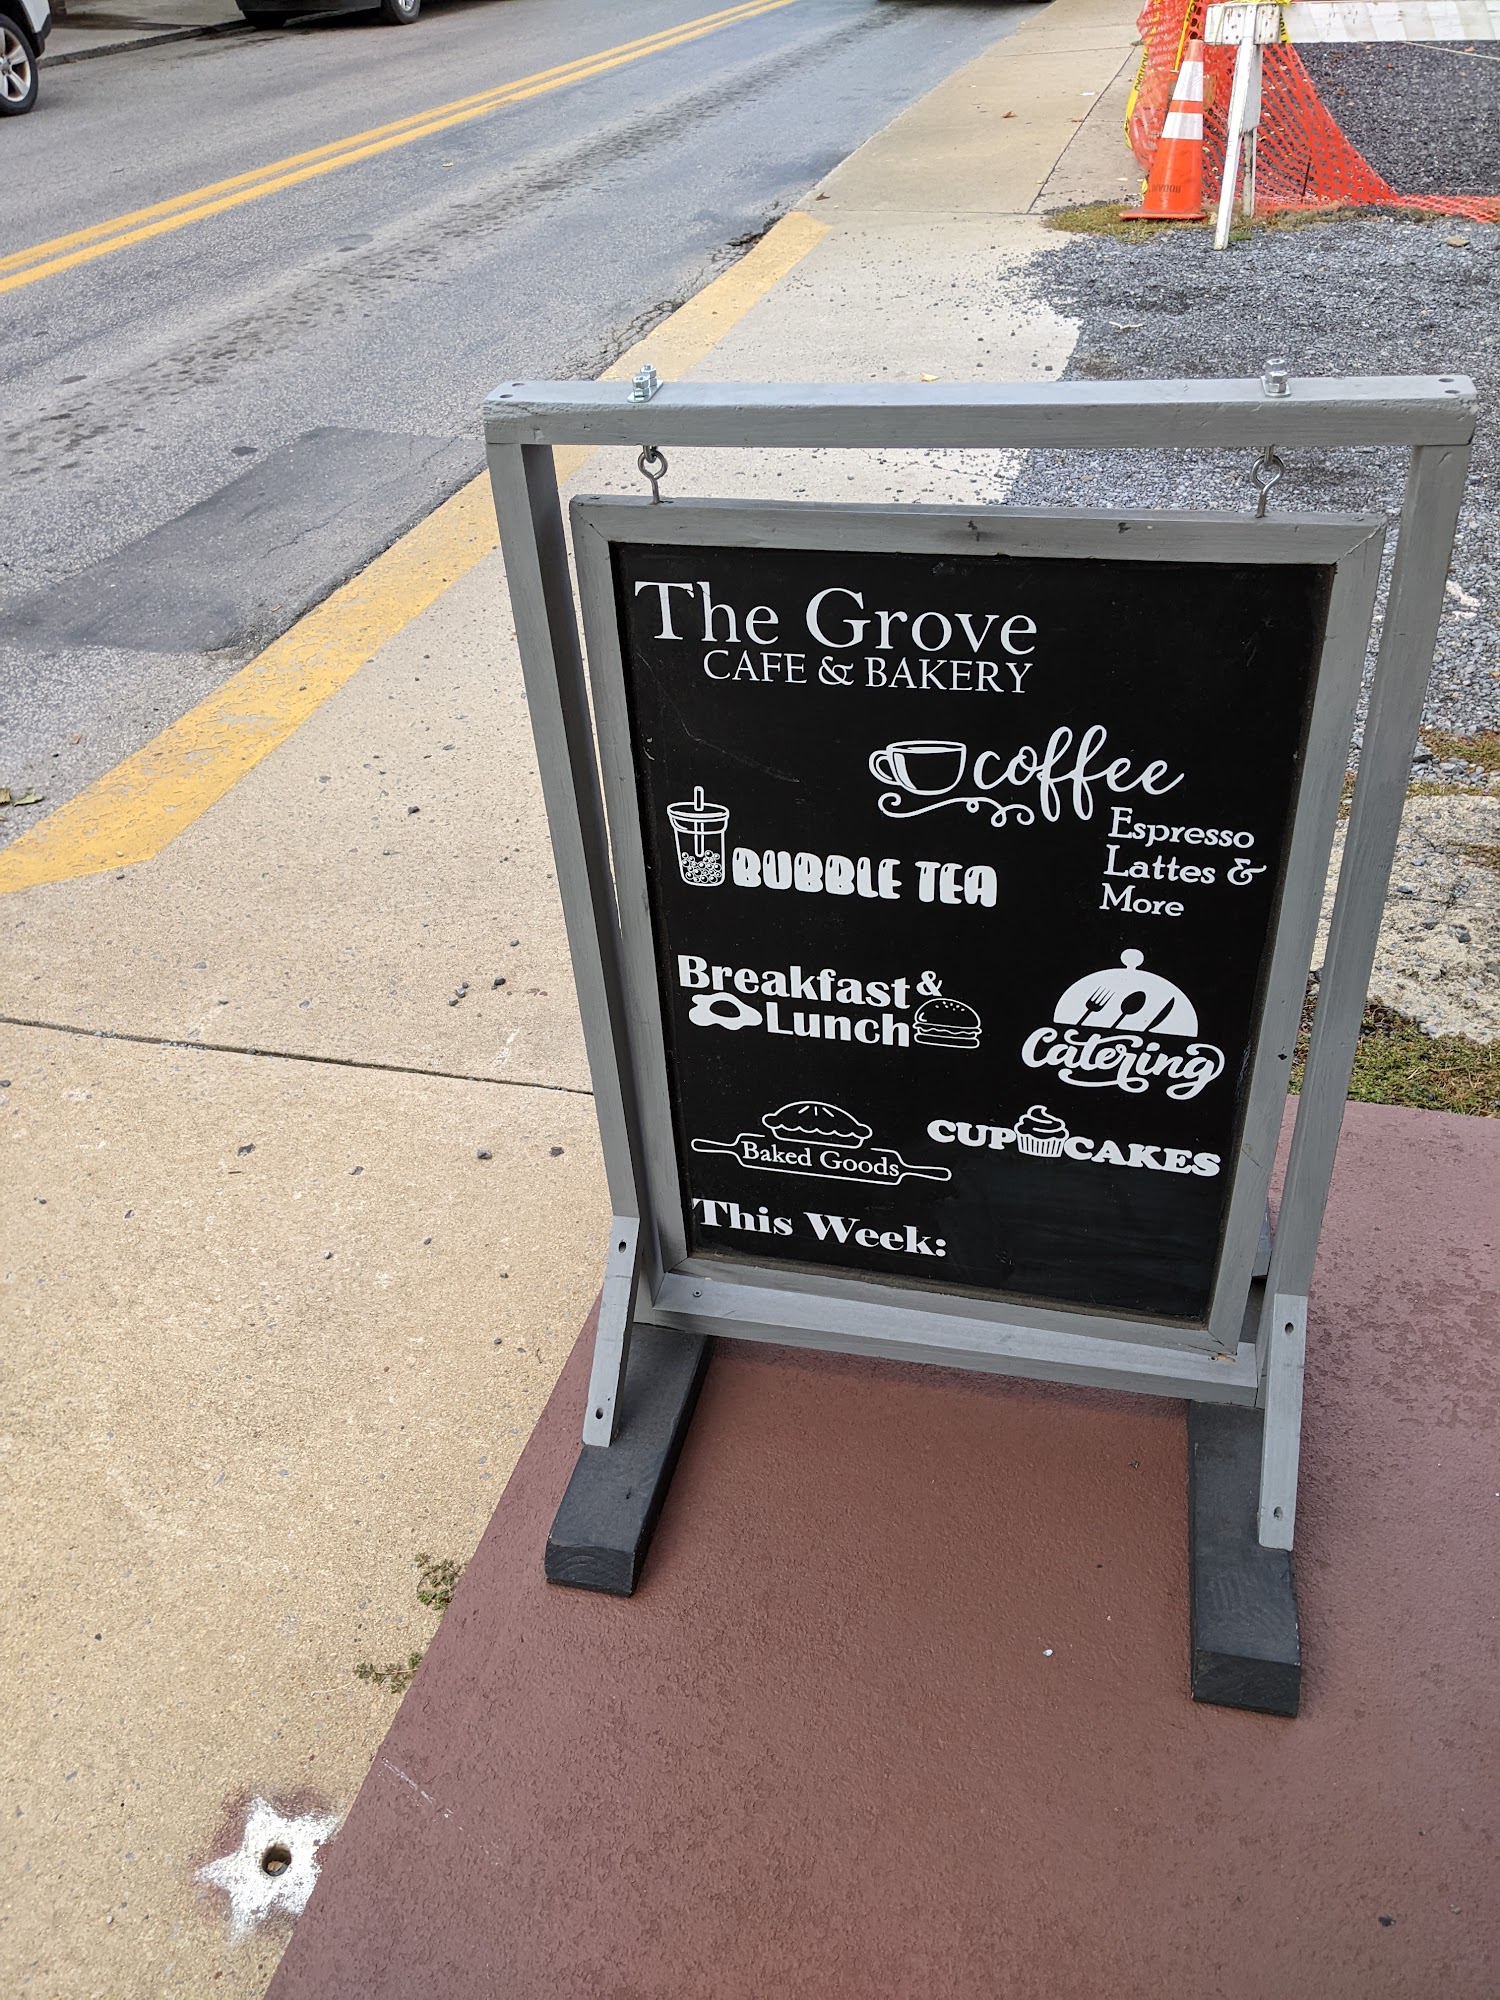 The Grove
CAFE & BAKERY
coffee
Espresso
Lattes &
More
BUBBLE TEA
Breakfast &
Lunch
Catering
Baked Goods
CUPCAKES
This Week: